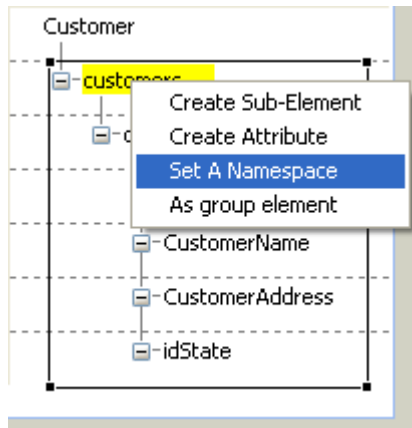 Customer
customers
Create Sub-Element
Create Attribute
Set A Namespace
As group element
CustomerName
CustomerAddress
idState